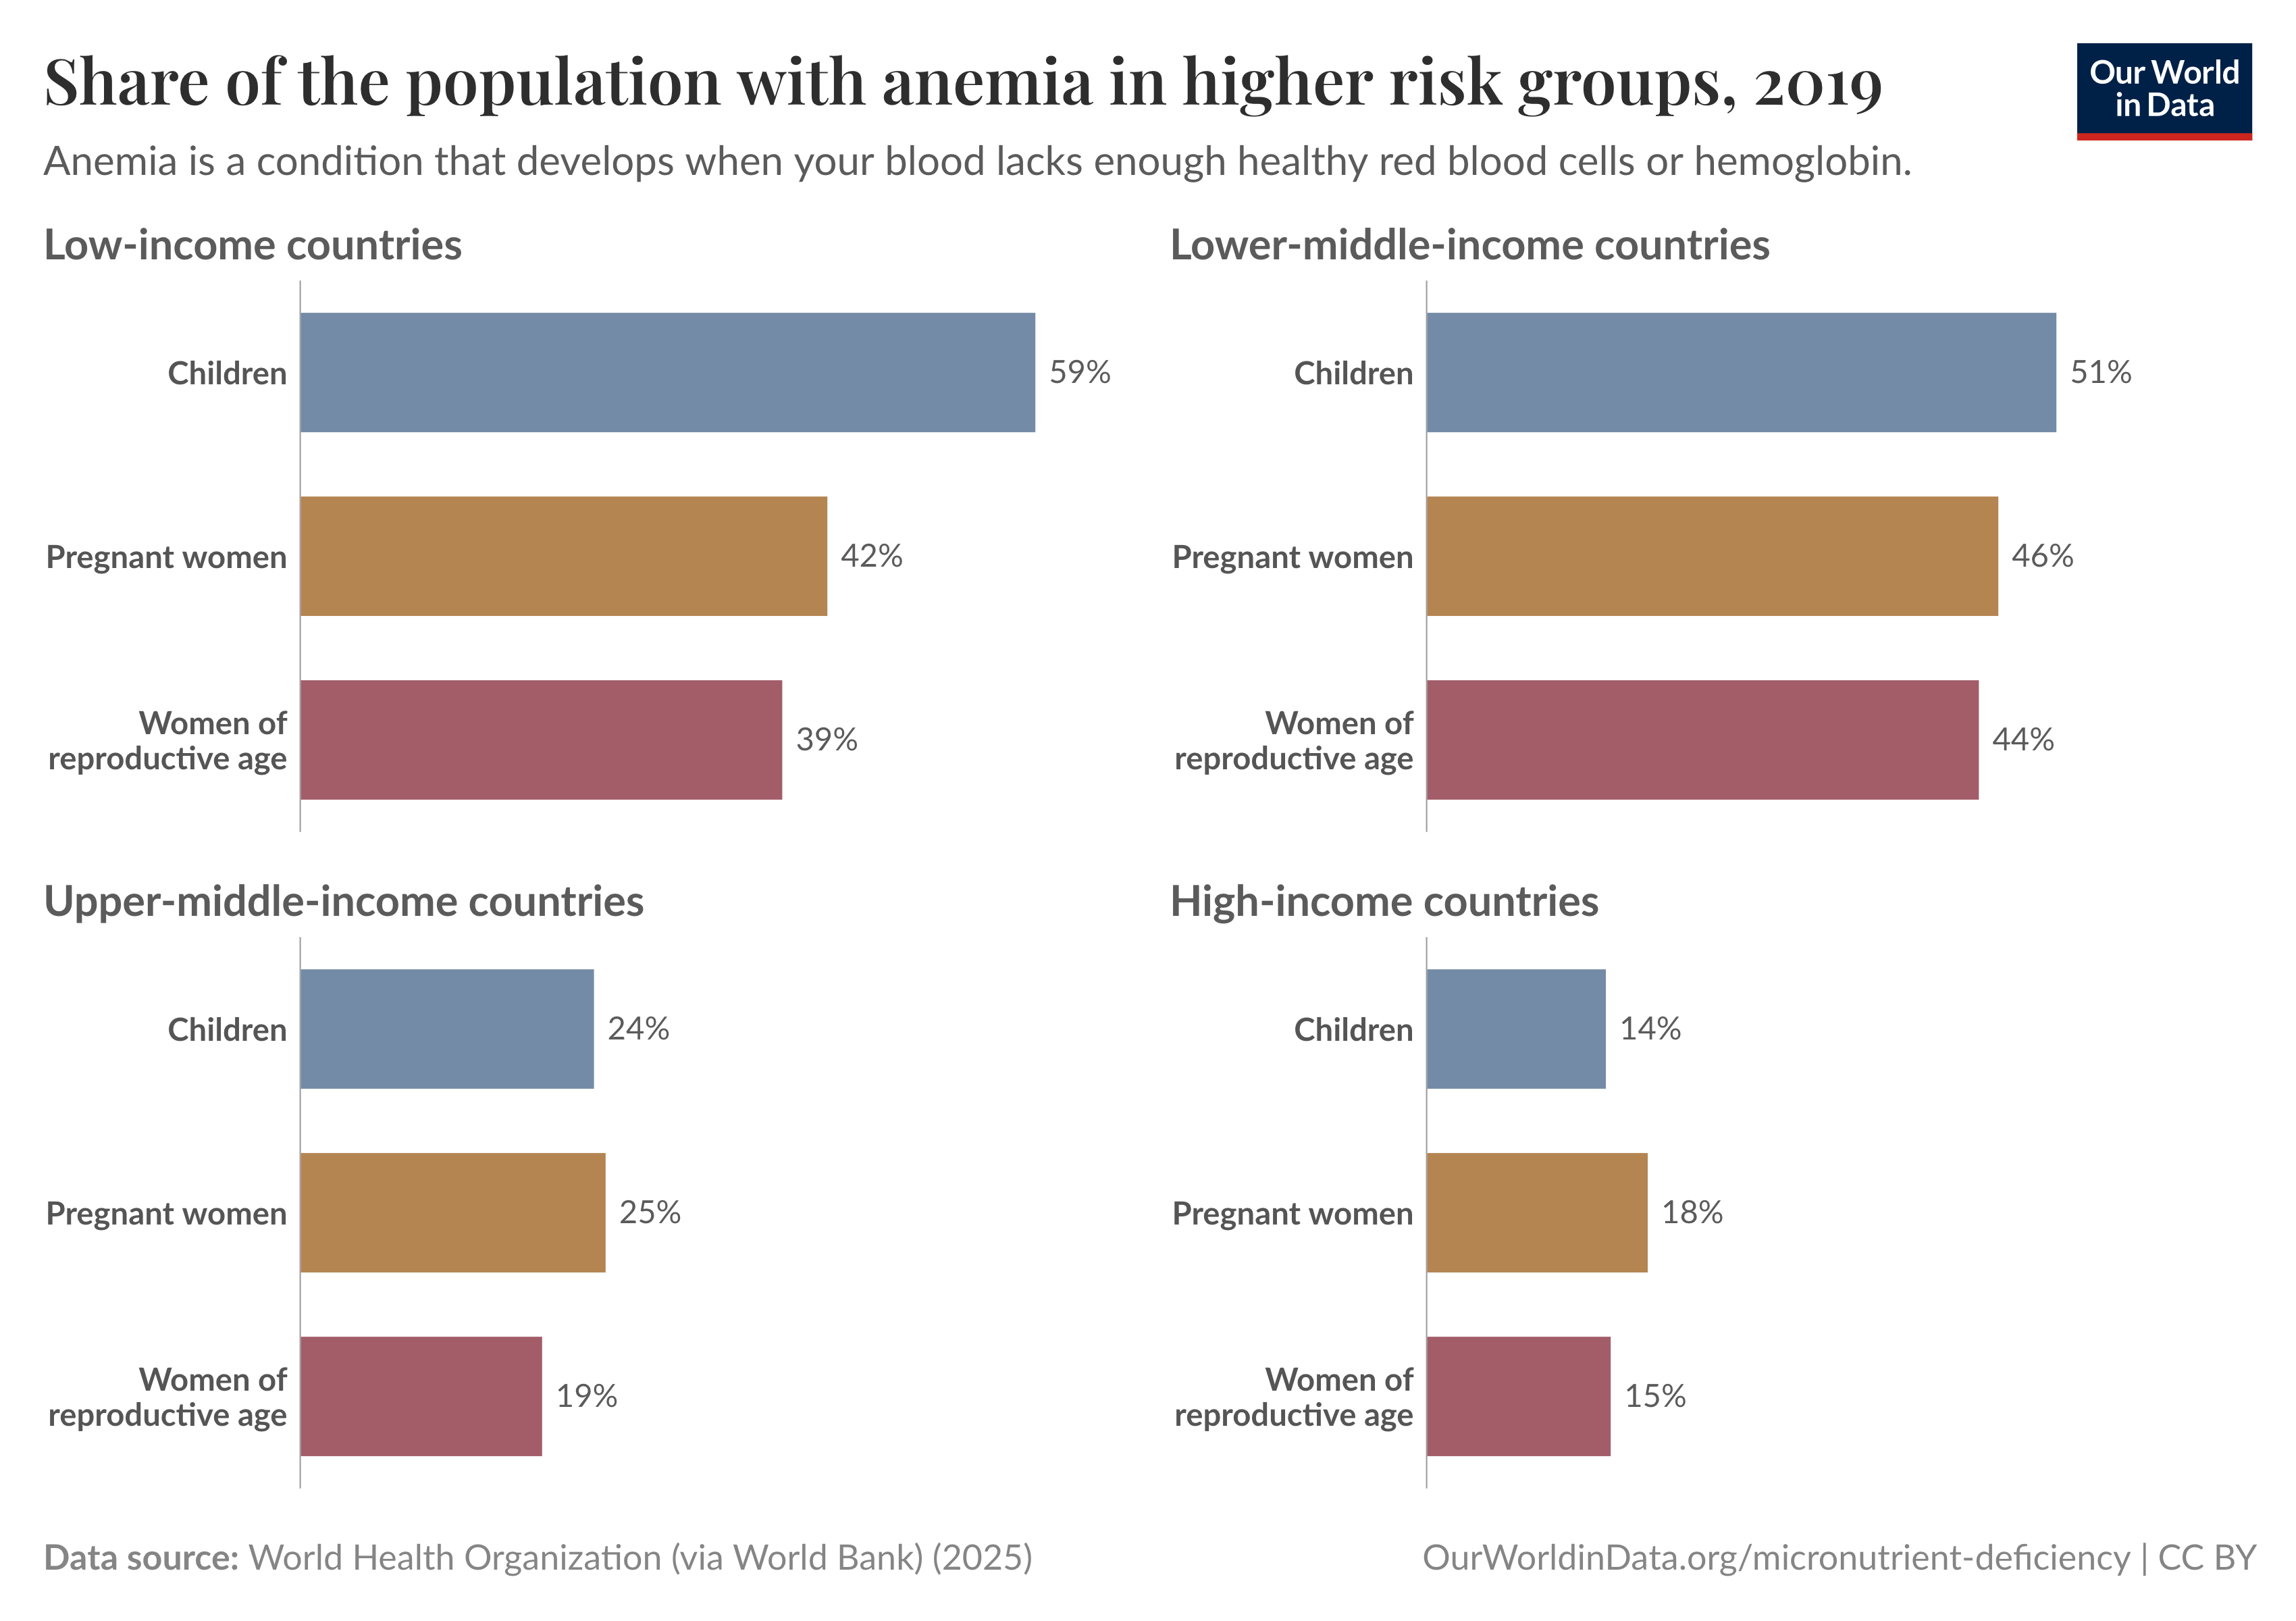 Share of the population with anemia in higher risk groups, 2019
Our World
in Data
Anemia is a condition that develops when your blood lacks enough healthy red blood cells or hemoglobin.
Low-income countries
Children
59%
Pregnant women
42%
Women of
reproductive age
39%
Lower-middle-income countries
Children
51%
Pregnant women
46%
Women of
reproductive age
44%
Upper-middle-income countries
Children
24%
Pregnant women
25%
Women of
reproductive age
19%
High-income countries
Children
14%
Pregnant women
18%
Women of
reproductive age
15%
Data source: World Health Organization (via World Bank) (2025)
OurWorldinData.org/micronutrient-deficiency | CC BY